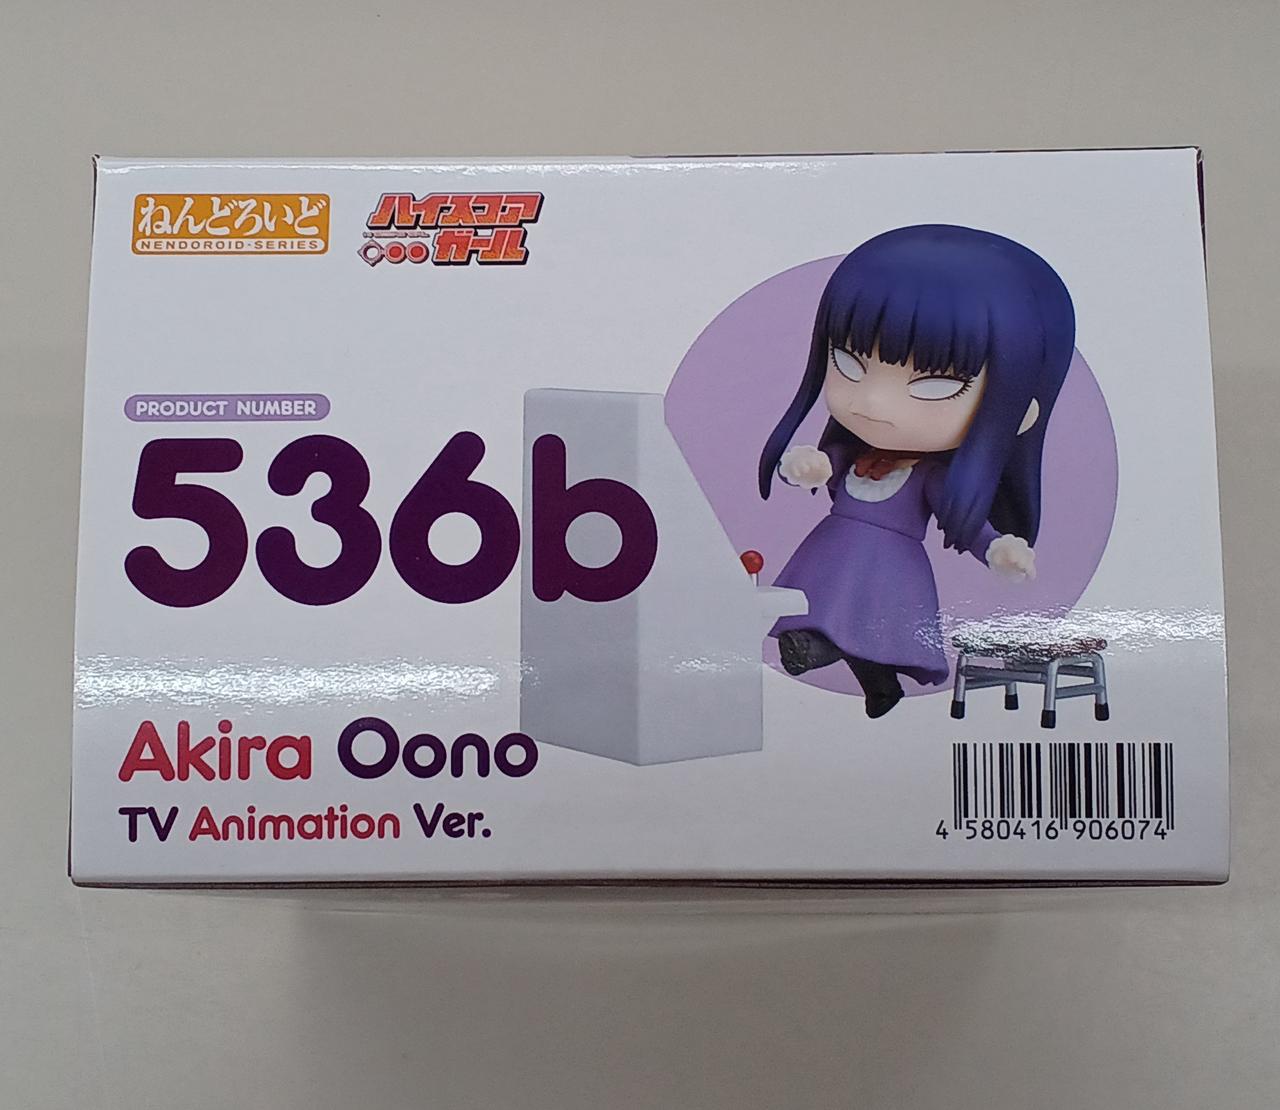 ねんどろいど
NENDOROID-SERIES
ハイスコア
ガール
PRODUCT NUMBER
536b
Akira Oono
TV Animation Ver.
4 580416 906074